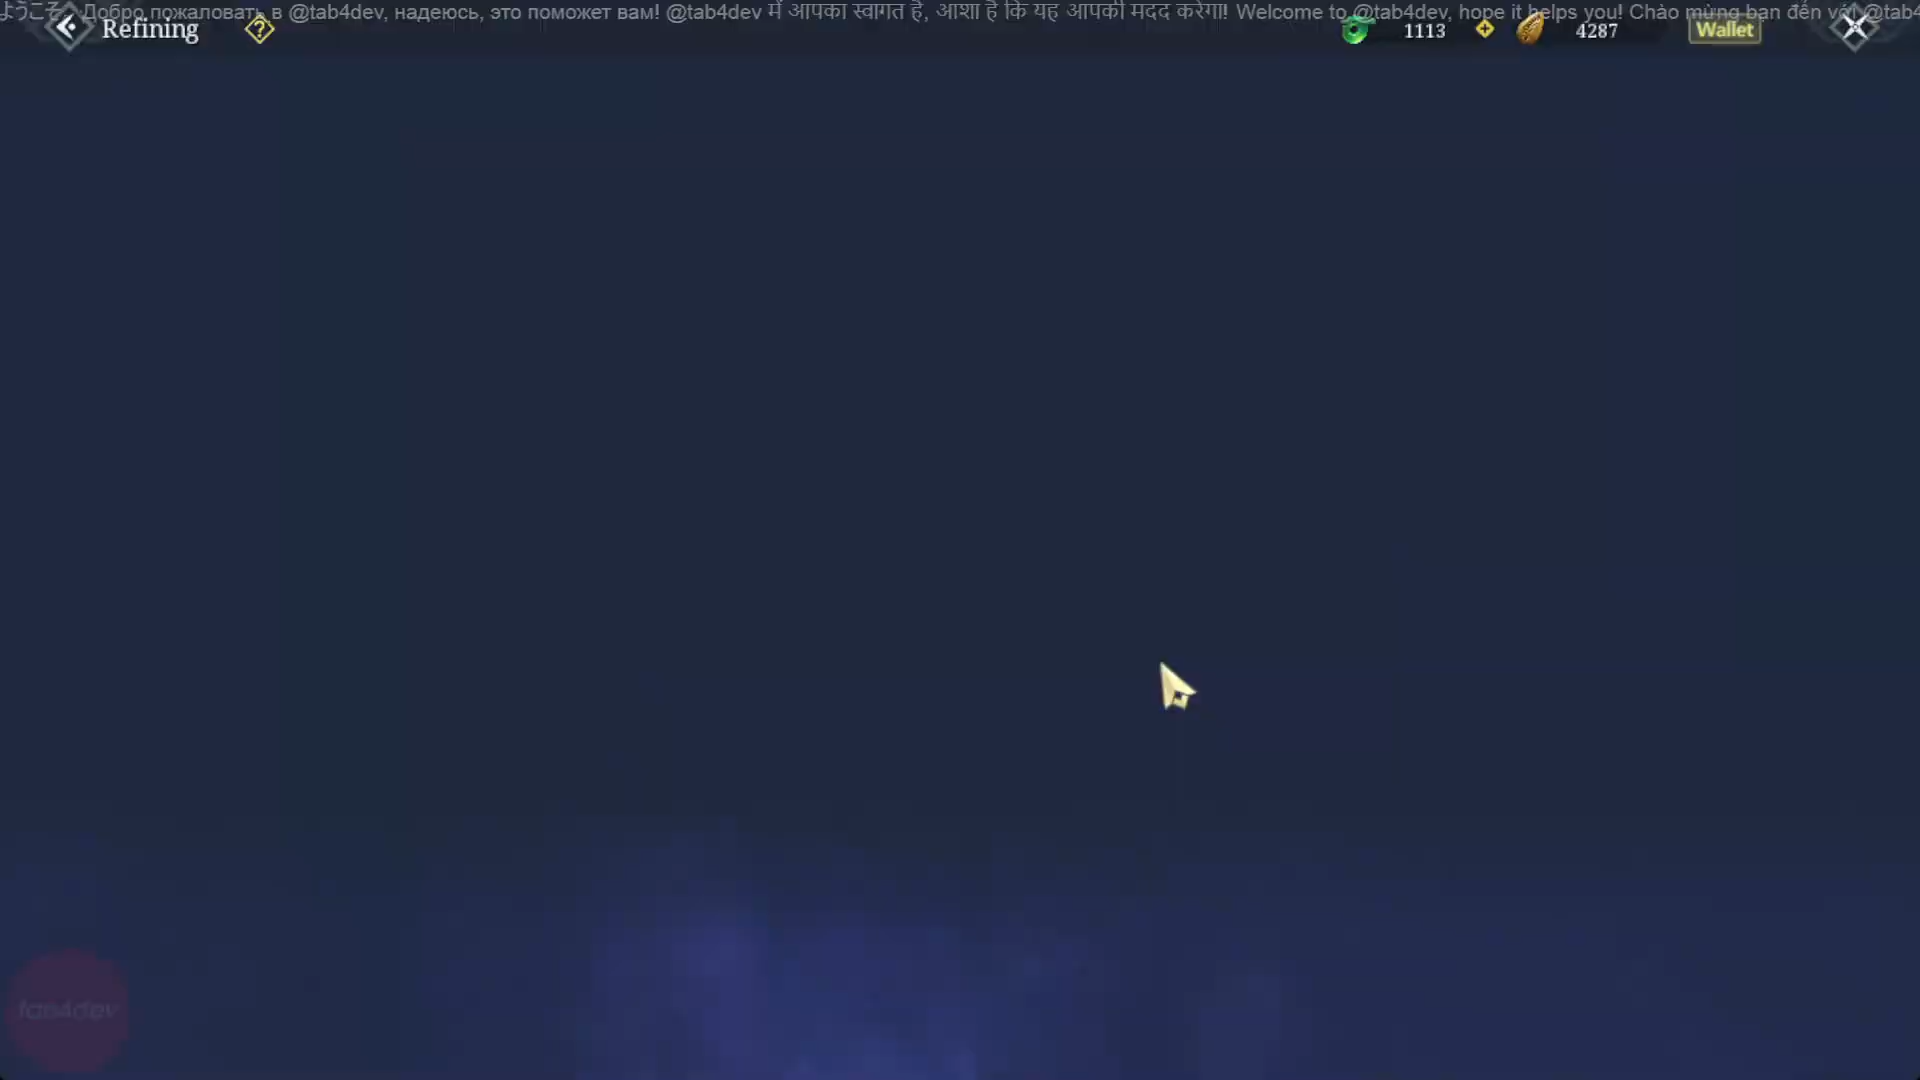 ようこそ Добро пожаловать в @tab4dev, надеюсь, это поможет вам! @tab4dev में आपका स्वागत है, आशा है कि यह आपकी मदद करेगा! Welcome to @tab4dev, hope it helps you! Chào mừng bạn đến với @tab4
Refining ? 1113 4287 Wallet
tab4dev